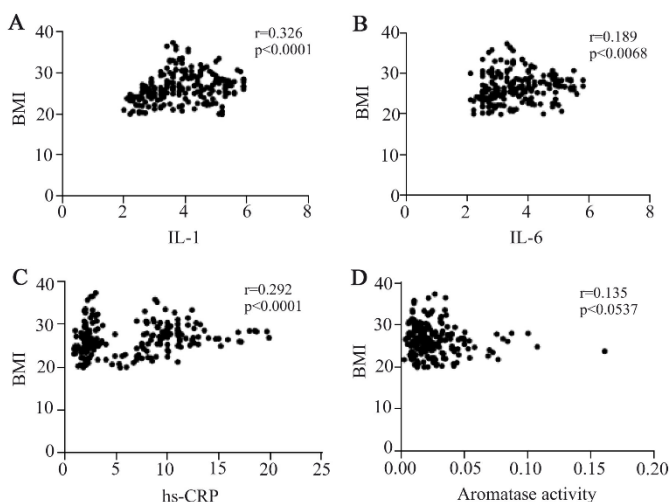 A
r=0.326
p<0.0001
BMI
40
30
20
10
0
0 2 4 6 8
IL-1
B
r=0.189
p<0.0068
BMI
40
30
20
10
0
0 2 4 6 8
IL-6
C
r=0.292
p<0.0001
BMI
40
30
20
10
0
0 5 10 15 20 25
hs-CRP
D
r=0.135
p<0.0537
BMI
40
30
20
10
0
0.00 0.05 0.10 0.15 0.20
Aromatase activity